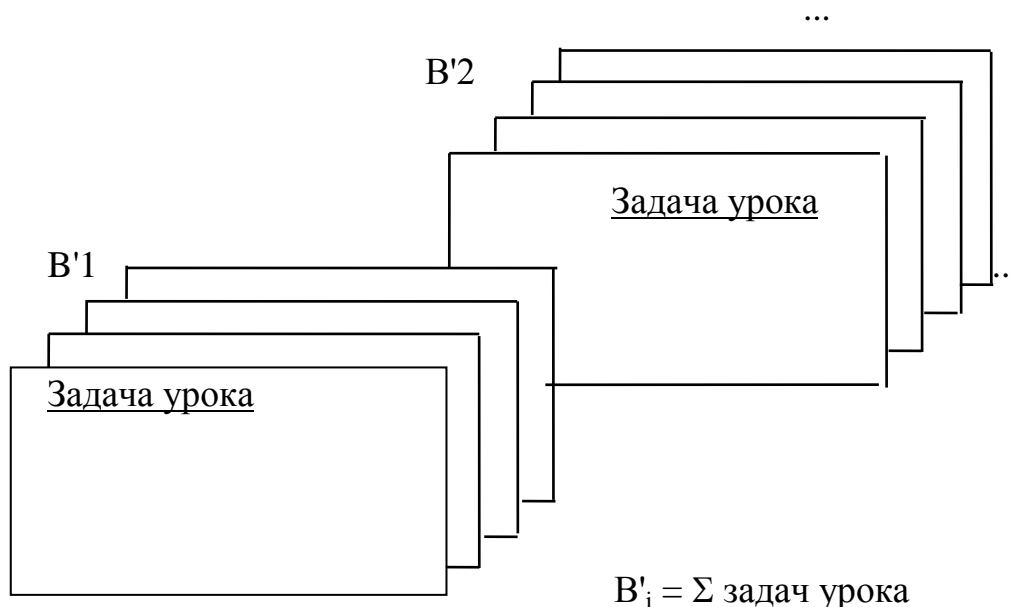 ...
В'2
Задача урока
В'1
..
Задача урока
В'i = Σ задач урока